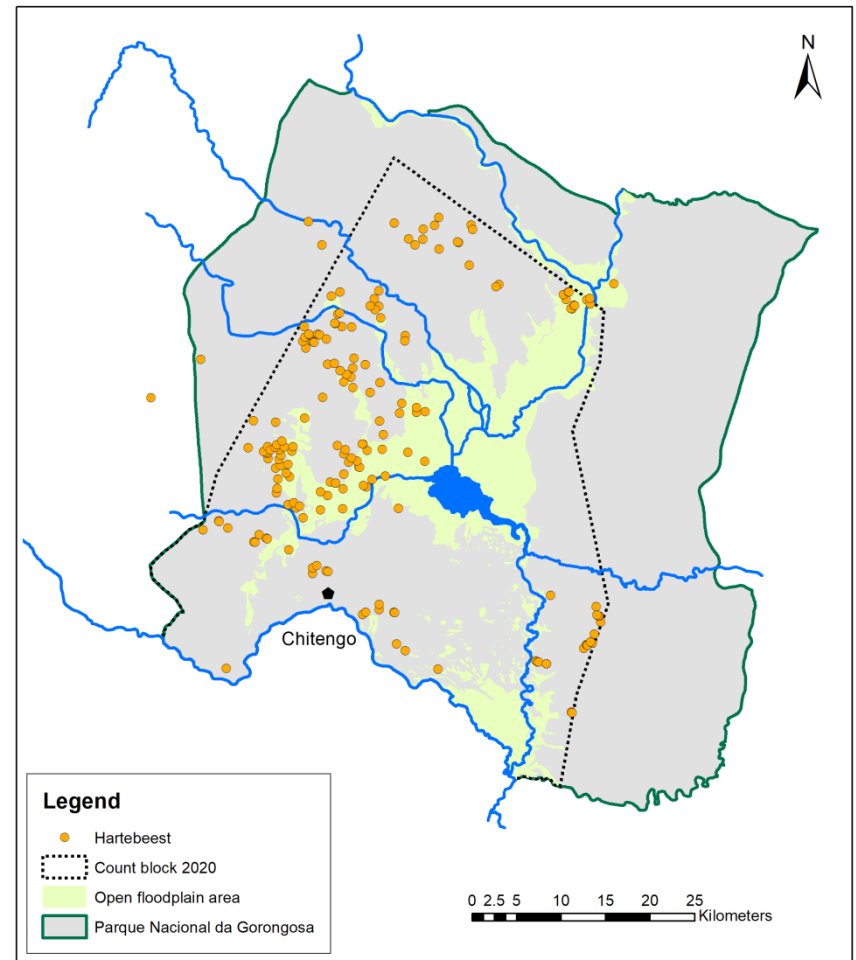 N
Chitengo
Legend
Hartebeest
Count block 2020
Open floodplain area
Parque Nacional da Gorongosa
0 2.5 5 10 15 20 25
Kilometers